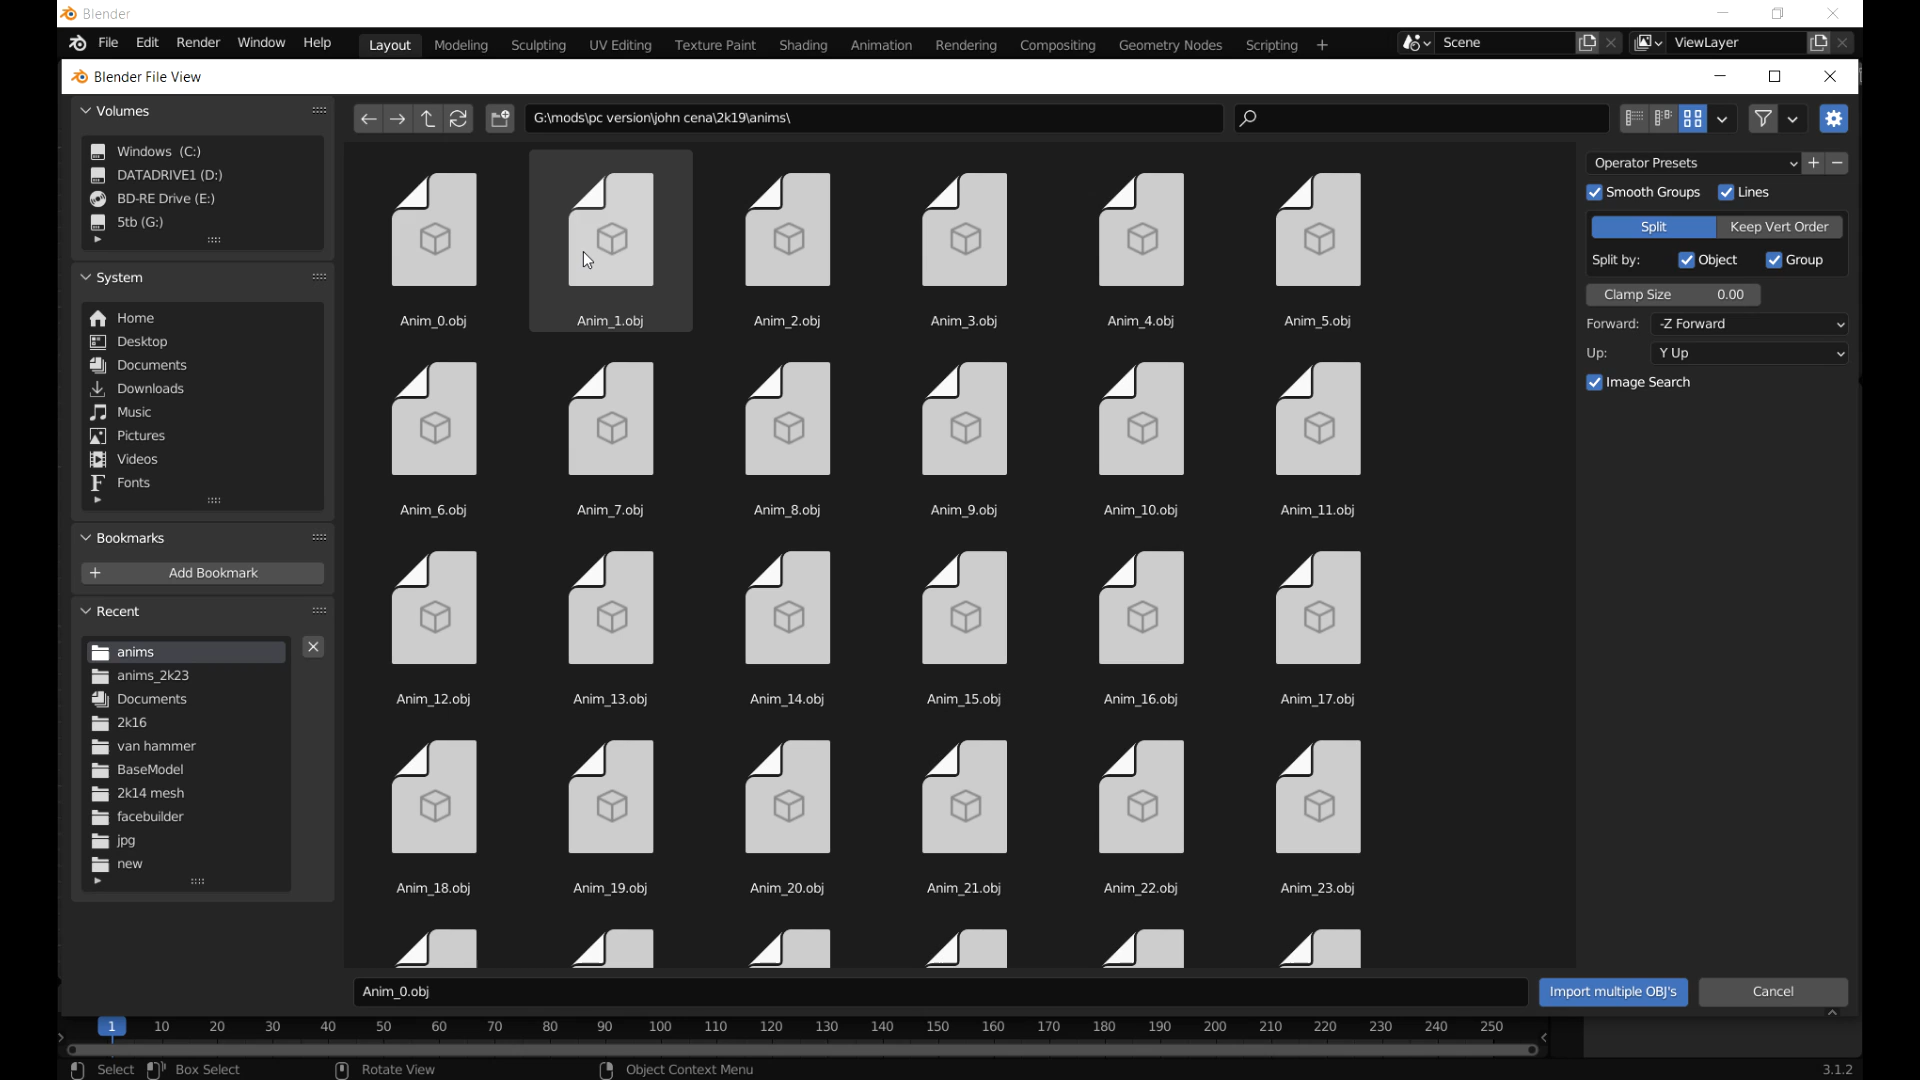 Blender
File Edit Render Window Help Layout Modeling Sculpting UV Editing Texture Paint Shading Animation Rendering Compositing Geometry Nodes Scripting + Scene ViewLayer
Blender File View
Volumes
Windows (C:)
DATADRIVE1 (D:)
BD-RE Drive (E:)
5tb (G:)
System
Home
Desktop
Documents
Downloads
Music
Pictures
Videos
Fonts
Bookmarks
+ Add Bookmark
Recent
anims
anims_2k23
Documents
2k16
van hammer
BaseModel
2k14 mesh
facebuilder
jpg
new
G:\mods\pc version\john cena\2k19\anims\
Anim_0.obj Anim_1.obj Anim_2.obj Anim_3.obj Anim_4.obj Anim_5.obj
Anim_6.obj Anim_7.obj Anim_8.obj Anim_9.obj Anim_10.obj Anim_11.obj
Anim_12.obj Anim_13.obj Anim_14.obj Anim_15.obj Anim_16.obj Anim_17.obj
Anim_18.obj Anim_19.obj Anim_20.obj Anim_21.obj Anim_22.obj Anim_23.obj
Operator Presets + −
Smooth Groups Lines
Split Keep Vert Order
Split by: Object Group
Clamp Size 0.00
Forward: -Z Forward
Up: Y Up
Image Search
Anim_0.obj Import multiple OBJ's Cancel
1 10 20 30 40 50 60 70 80 90 100 110 120 130 140 150 160 170 180 190 200 210 220 230 240 250
Select Box Select Rotate View Object Context Menu 3.1.2